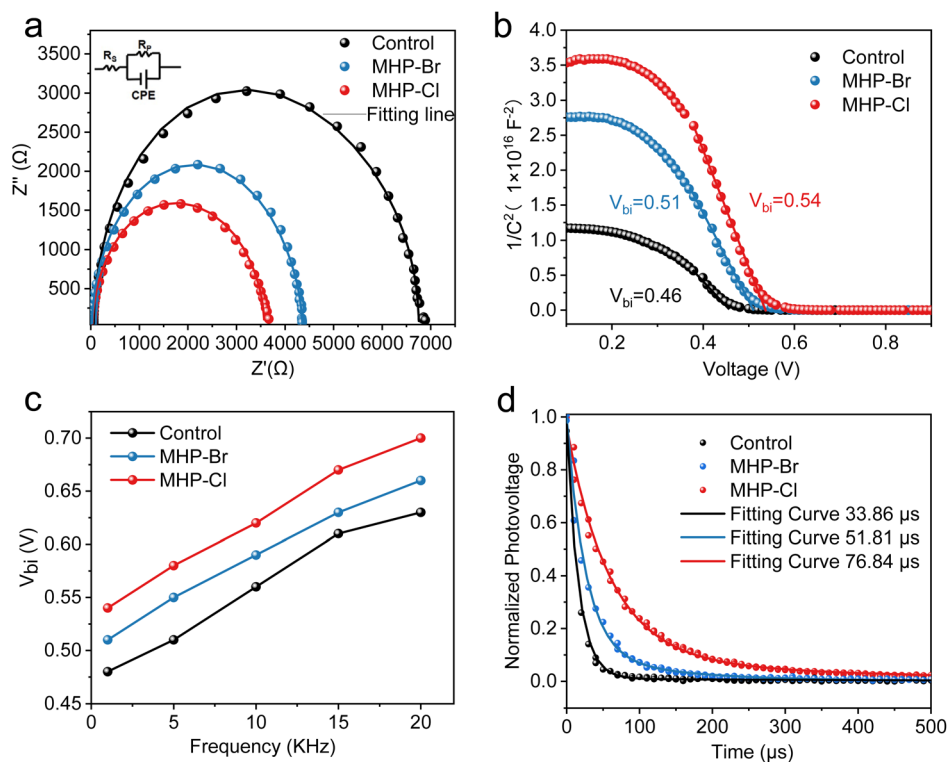 a
3500
3000
2500
2000
1500
1000
500
Z'' (Ω)
R_S
R_P
CPE
Control
MHP-Br
MHP-Cl
Fitting line
0 1000 2000 3000 4000 5000 6000 7000
Z'(Ω)
b
4.0
3.5
3.0
2.5
2.0
1.5
1.0
0.5
0.0
1/C² ( 1×10¹⁶ F⁻²)
Control
MHP-Br
MHP-Cl
V_bi=0.51
V_bi=0.54
V_bi=0.46
0.2 0.4 0.6 0.8
Voltage (V)
c
0.70
0.65
0.60
0.55
0.50
0.45
V_bi (V)
Control
MHP-Br
MHP-Cl
0 5 10 15 20
Frequency (KHz)
d
1.0
0.8
0.6
0.4
0.2
0.0
Normalized Photovoltage
Control
MHP-Br
MHP-Cl
Fitting Curve 33.86 μs
Fitting Curve 51.81 μs
Fitting Curve 76.84 μs
0 100 200 300 400 500
Time (μs)